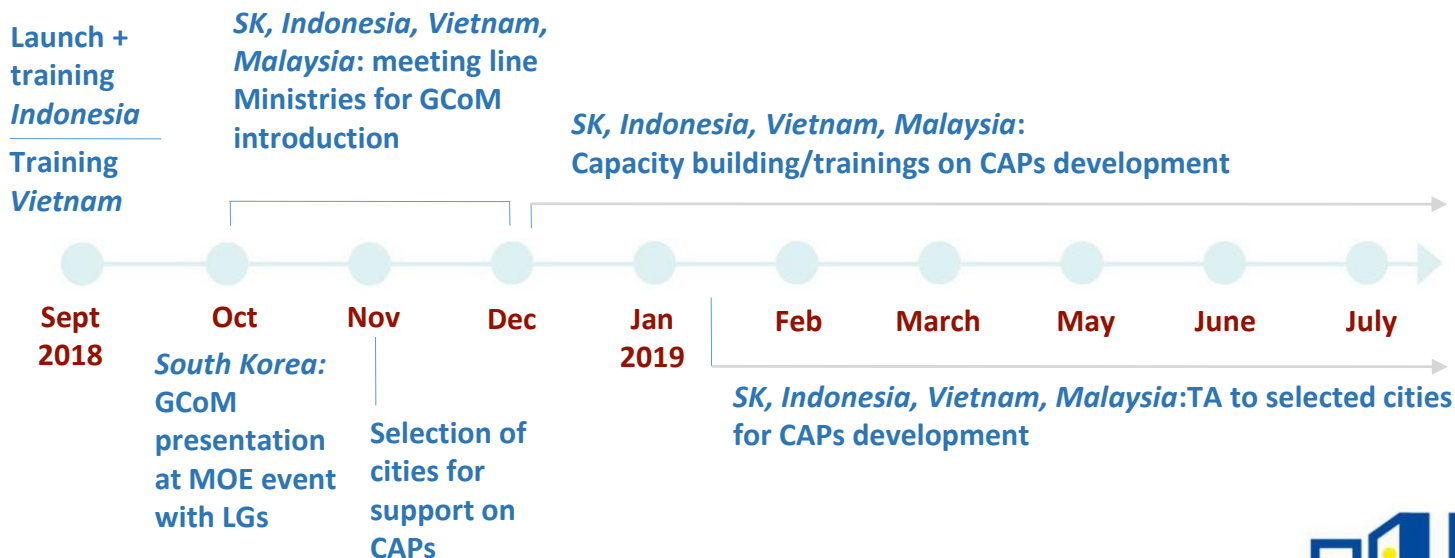 Launch +
training
Indonesia
Training
Vietnam
SK, Indonesia, Vietnam,
Malaysia: meeting line
Ministries for GCoM
introduction
SK, Indonesia, Vietnam, Malaysia:
Capacity building/trainings on CAPs development
Sept
2018
Oct
Nov
Dec
Jan
2019
Feb
March
May
June
July
South Korea:
GCoM
presentation
at MOE event
with LGs
Selection of
cities for
support on
CAPs
SK, Indonesia, Vietnam, Malaysia:TA to selected cities
for CAPs development